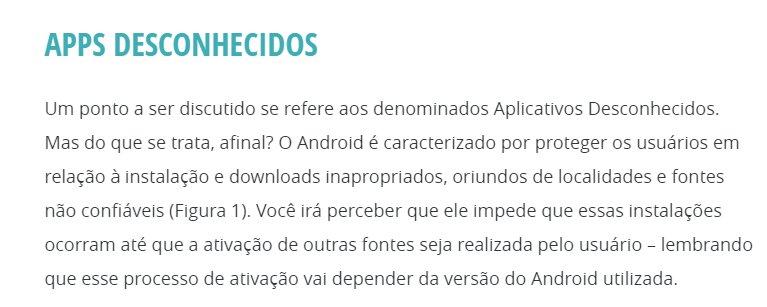 APPS DESCONHECIDOS
Um ponto a ser discutido se refere aos denominados Aplicativos Desconhecidos.
Mas do que se trata, afinal? O Android é caracterizado por proteger os usuários em
relação à instalação e downloads inapropriados, oriundos de localidades e fontes
não confiáveis (Figura 1). Você irá perceber que ele impede que essas instalações
ocorram até que a ativação de outras fontes seja realizada pelo usuário – lembrando
que esse processo de ativação vai depender da versão do Android utilizada.